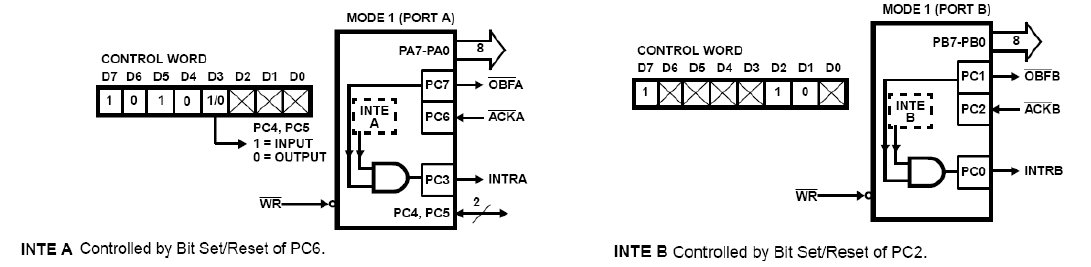 MODE 1 (PORT A)
PA7-PA0
8
CONTROL WORD
D7 D6 D5 D4 D3 D2 D1 D0
1 0 1 0 1/0
PC4, PC5
1 = INPUT
0 = OUTPUT
PC7
OBFA
INTE
A
PC6
ACKA
PC3
INTRA
WR
PC4, PC5
2
INTE A Controlled by Bit Set/Reset of PC6.
MODE 1 (PORT B)
PB7-PB0
8
CONTROL WORD
D7 D6 D5 D4 D3 D2 D1 D0
1 1 0
PC1
OBFB
INTE
B
PC2
ACKB
PC0
INTRB
WR
INTE B Controlled by Bit Set/Reset of PC2.